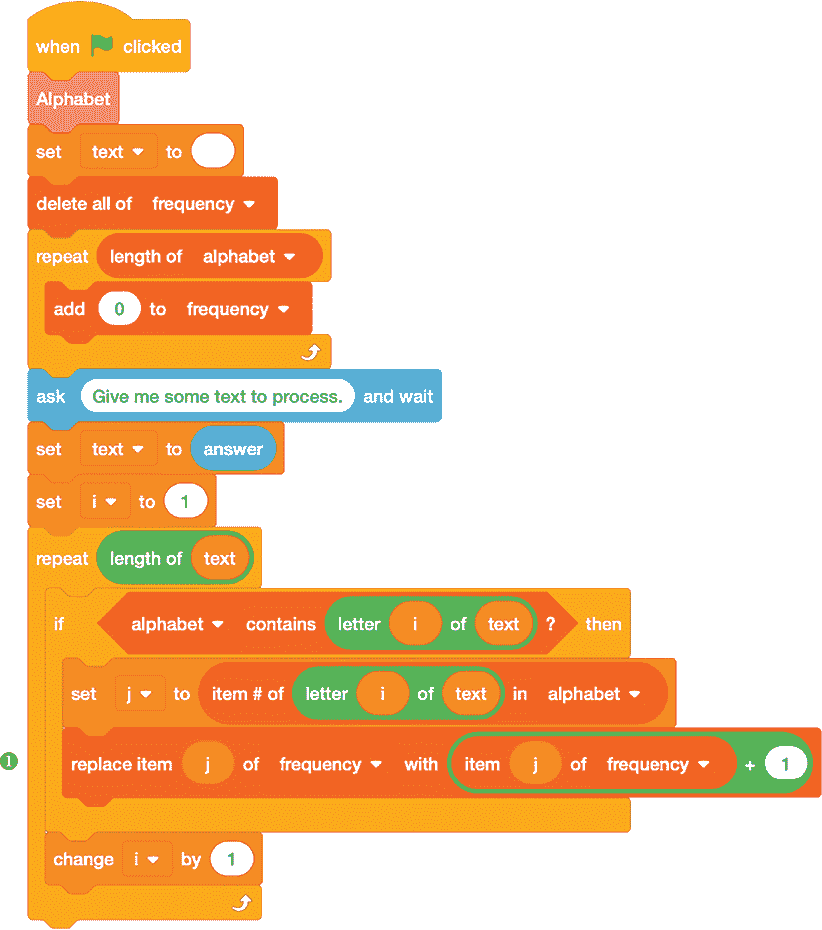 when clicked
Alphabet
set text to
delete all of frequency
repeat length of alphabet
add 0 to frequency
ask Give me some text to process. and wait
set text to answer
set i to 1
repeat length of text
if alphabet contains letter i of text ? then
set j to item # of letter i of text in alphabet
1 replace item j of frequency with item j of frequency + 1
change i by 1